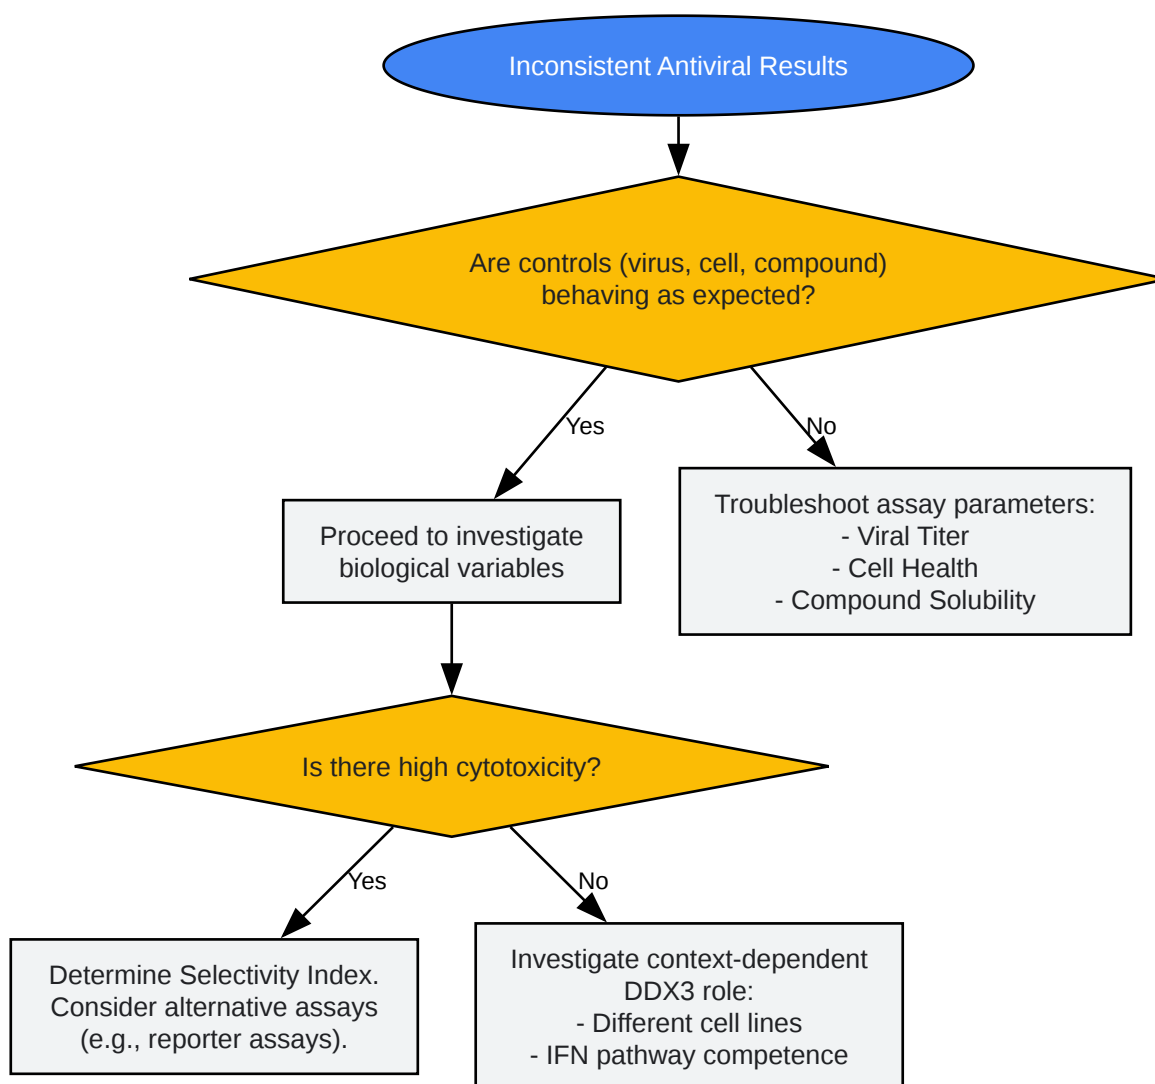 Inconsistent Antiviral Results
Are controls (virus, cell, compound)
behaving as expected?
Yes
No
Proceed to investigate
biological variables
Troubleshoot assay parameters:
- Viral Titer
- Cell Health
- Compound Solubility
Is there high cytotoxicity?
Yes
No
Determine Selectivity Index.
Consider alternative assays
(e.g., reporter assays).
Investigate context-dependent
DDX3 role:
- Different cell lines
- IFN pathway competence